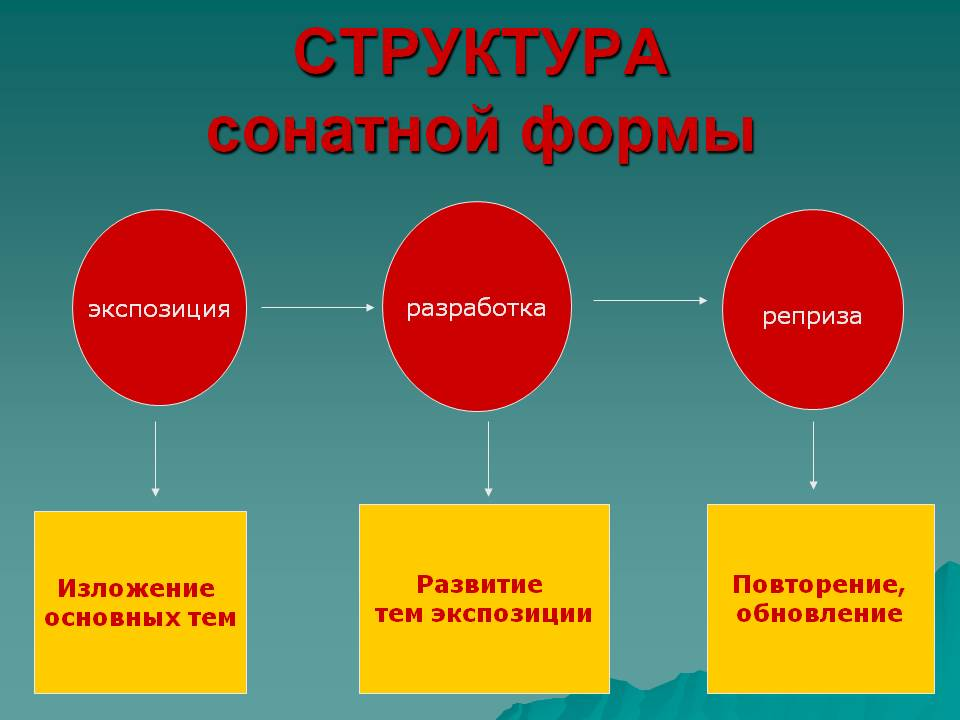 СТРУКТУРА
сонатной формы
экспозиция
разработка
реприза
Изложение
основных тем
Развитие
тем экспозиции
Повторение,
обновление